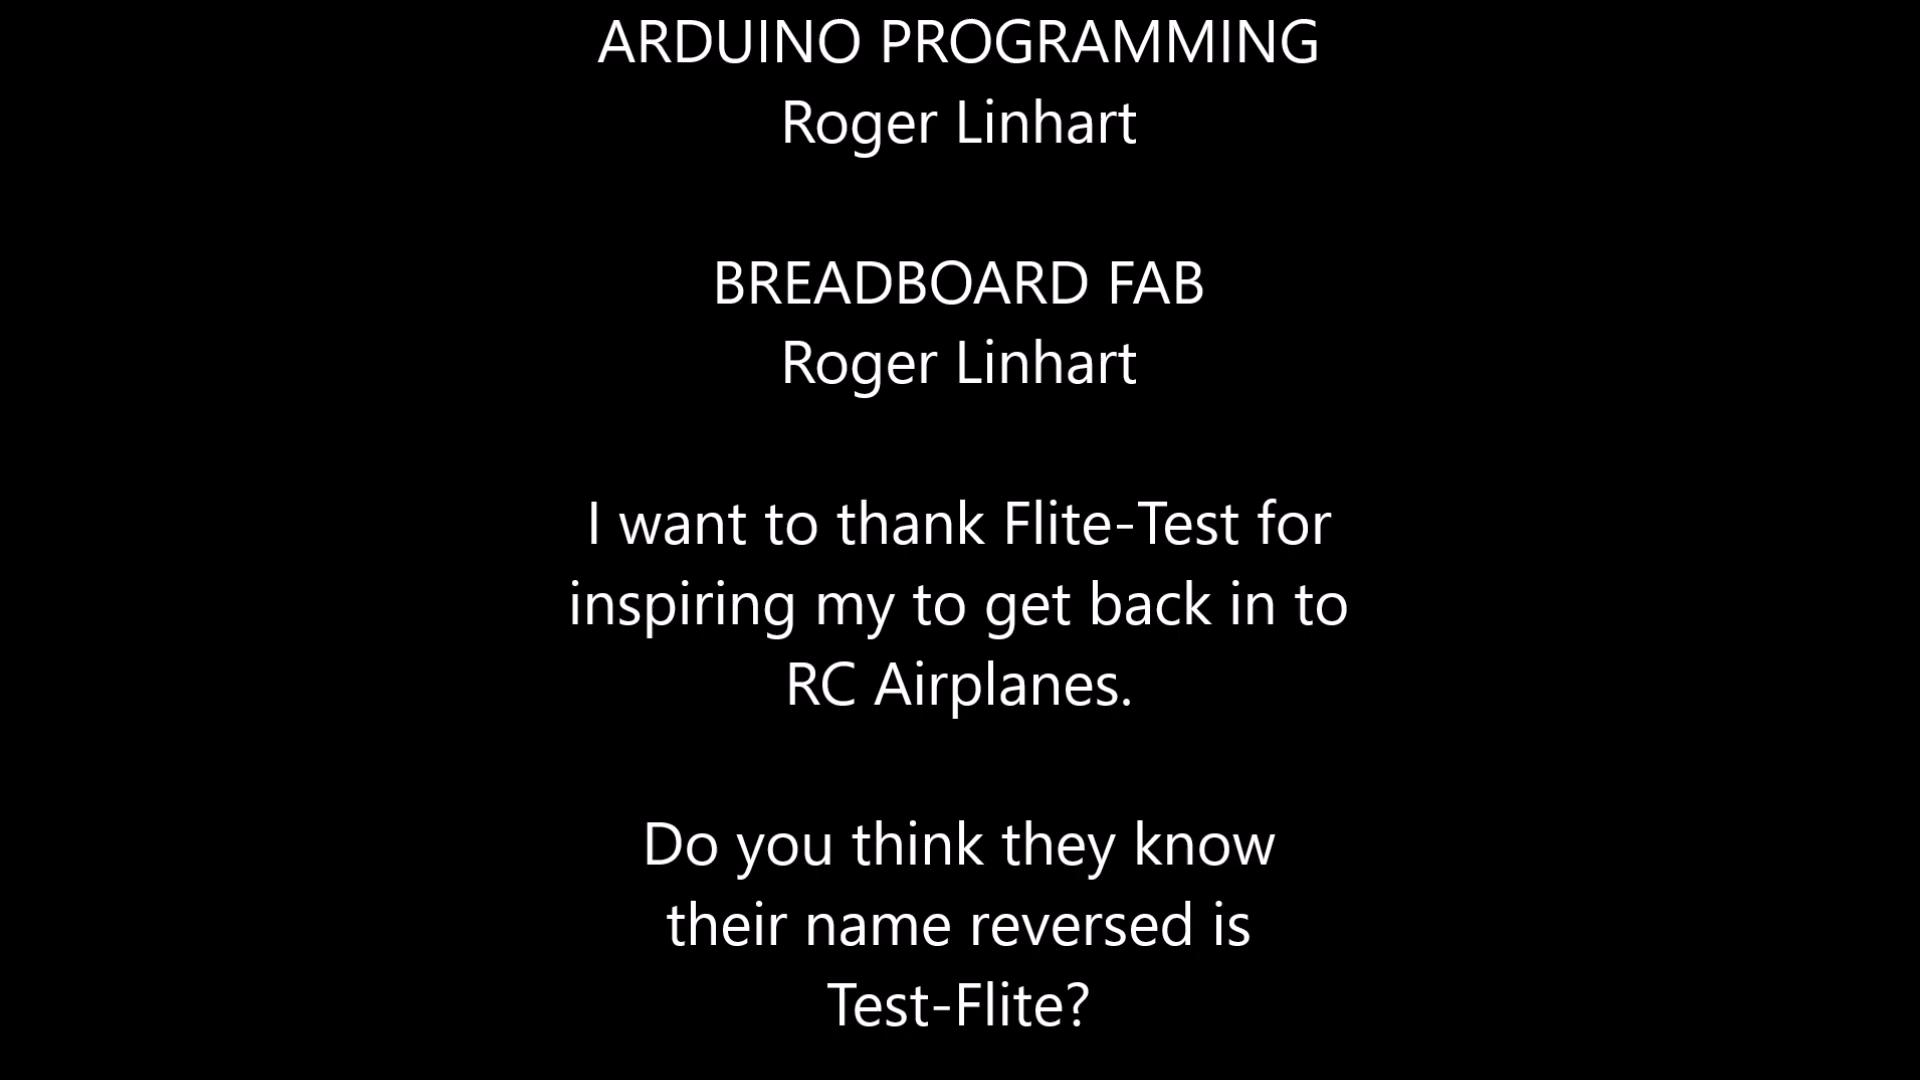 ARDUINO PROGRAMMING
Roger Linhart
BREADBOARD FAB
Roger Linhart
I want to thank Flite-Test for
inspiring my to get back in to
RC Airplanes.
Do you think they know
their name reversed is
Test-Flite?